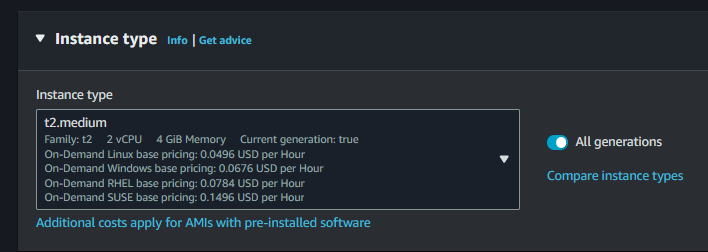 Instance type Info | Get advice
Instance type
t2.medium
Family: t2 2 vCPU 4 GiB Memory Current generation: true
On-Demand Linux base pricing: 0.0496 USD per Hour
On-Demand Windows base pricing: 0.0676 USD per Hour
On-Demand RHEL base pricing: 0.0784 USD per Hour
On-Demand SUSE base pricing: 0.1496 USD per Hour
All generations
Compare instance types
Additional costs apply for AMIs with pre-installed software